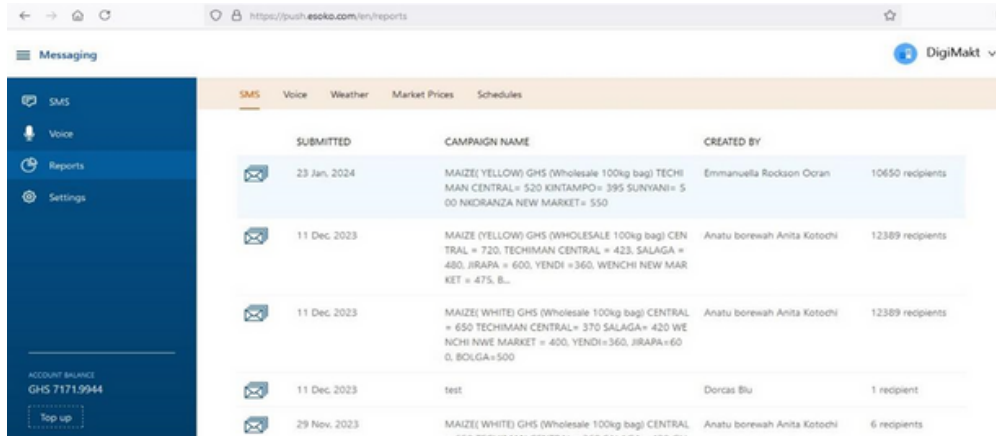 https://push.esoko.com/en/reports
Messaging
DigiMakt
SMS
Voice
Reports
Settings
ACCOUNT BALANCE
GHS 7171.9944
Top up
SMS Voice Weather Market Prices Schedules
SUBMITTED CAMPAIGN NAME CREATED BY
23 Jan, 2024 MAIZE( YELLOW) GHS (Wholesale 100kg bag) TECHI Emmanuella Rockson Ocran 10650 recipients
MAN CENTRAL= 520 KINTAMPO= 395 SUNYANI= 5
00 NKORANZA NEW MARKET= 550
11 Dec, 2023 MAIZE (YELLOW) GHS (WHOLESALE 100kg bag) CEN Anatu borewah Anita Kotochi 12389 recipients
TRAL = 720, TECHIMAN CENTRAL = 423, SALAGA =
480, JIRAPA = 600, YENDI =360, WENCHI NEW MAR
KET = 475, B...
11 Dec, 2023 MAIZE( WHITE) GHS (Wholesale 100kg bag) CENTRAL Anatu borewah Anita Kotochi 12389 recipients
= 650 TECHIMAN CENTRAL= 370 SALAGA= 420 WE
NCHI NWE MARKET = 400, YENDI=360, JIRAPA=60
0, BOLGA=500
11 Dec, 2023 test Dorcas Blu 1 recipient
29 Nov, 2023 MAIZE( WHITE) GHS (Wholesale 100kg bag) CENTRAL Anatu borewah Anita Kotochi 6 recipients